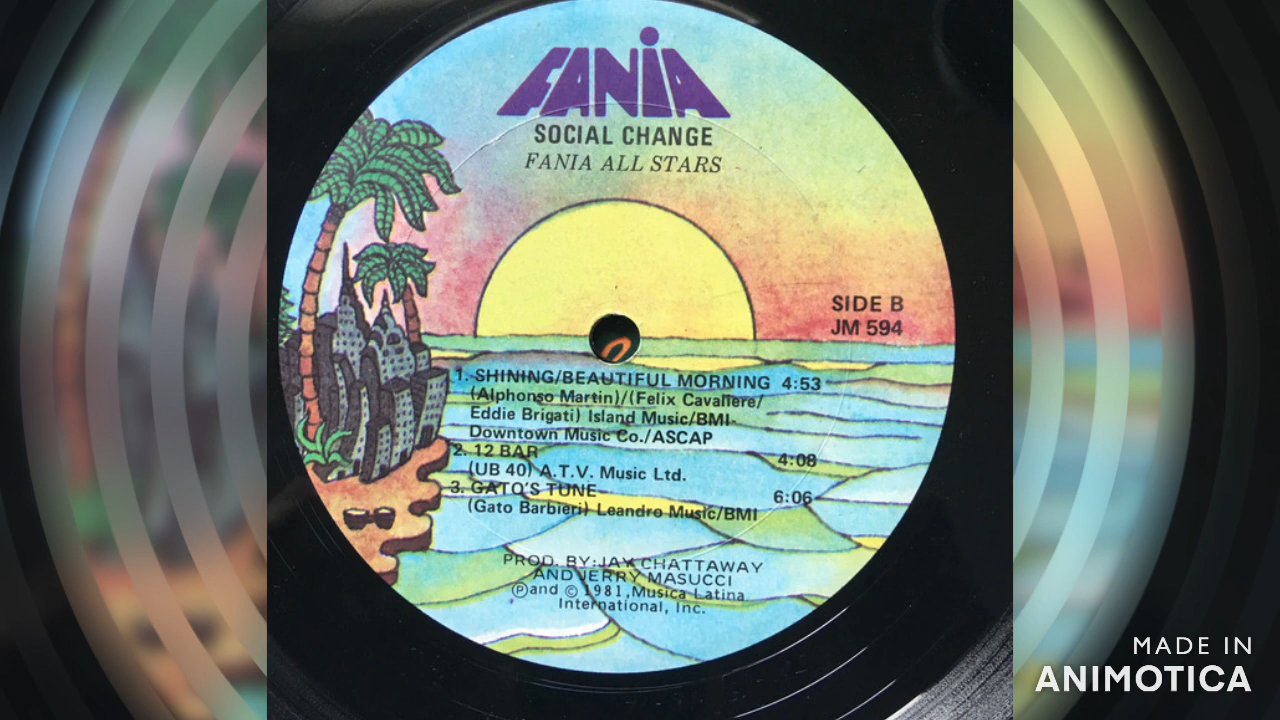 FANIA
SOCIAL CHANGE
FANIA ALL STARS
SIDE B
JM 594
1. SHINING/BEAUTIFUL MORNING 4:53
(Alphonso Martin)/(Felix Cavaliere/
Eddie Brigati) Island Music/BMI-
Downtown Music Co./ASCAP
2. 12 BAR 4:08
(UB 40) A.T.V. Music Ltd.
3. GATO'S TUNE 6:06
(Gato Barbieri) Leandro Music/BMI
PROD. BY: JAY CHATTAWAY
AND JERRY MASUCCI
Ⓟand © 1981, Musica Latina
International, Inc.
MADE IN
ANIMOTICA